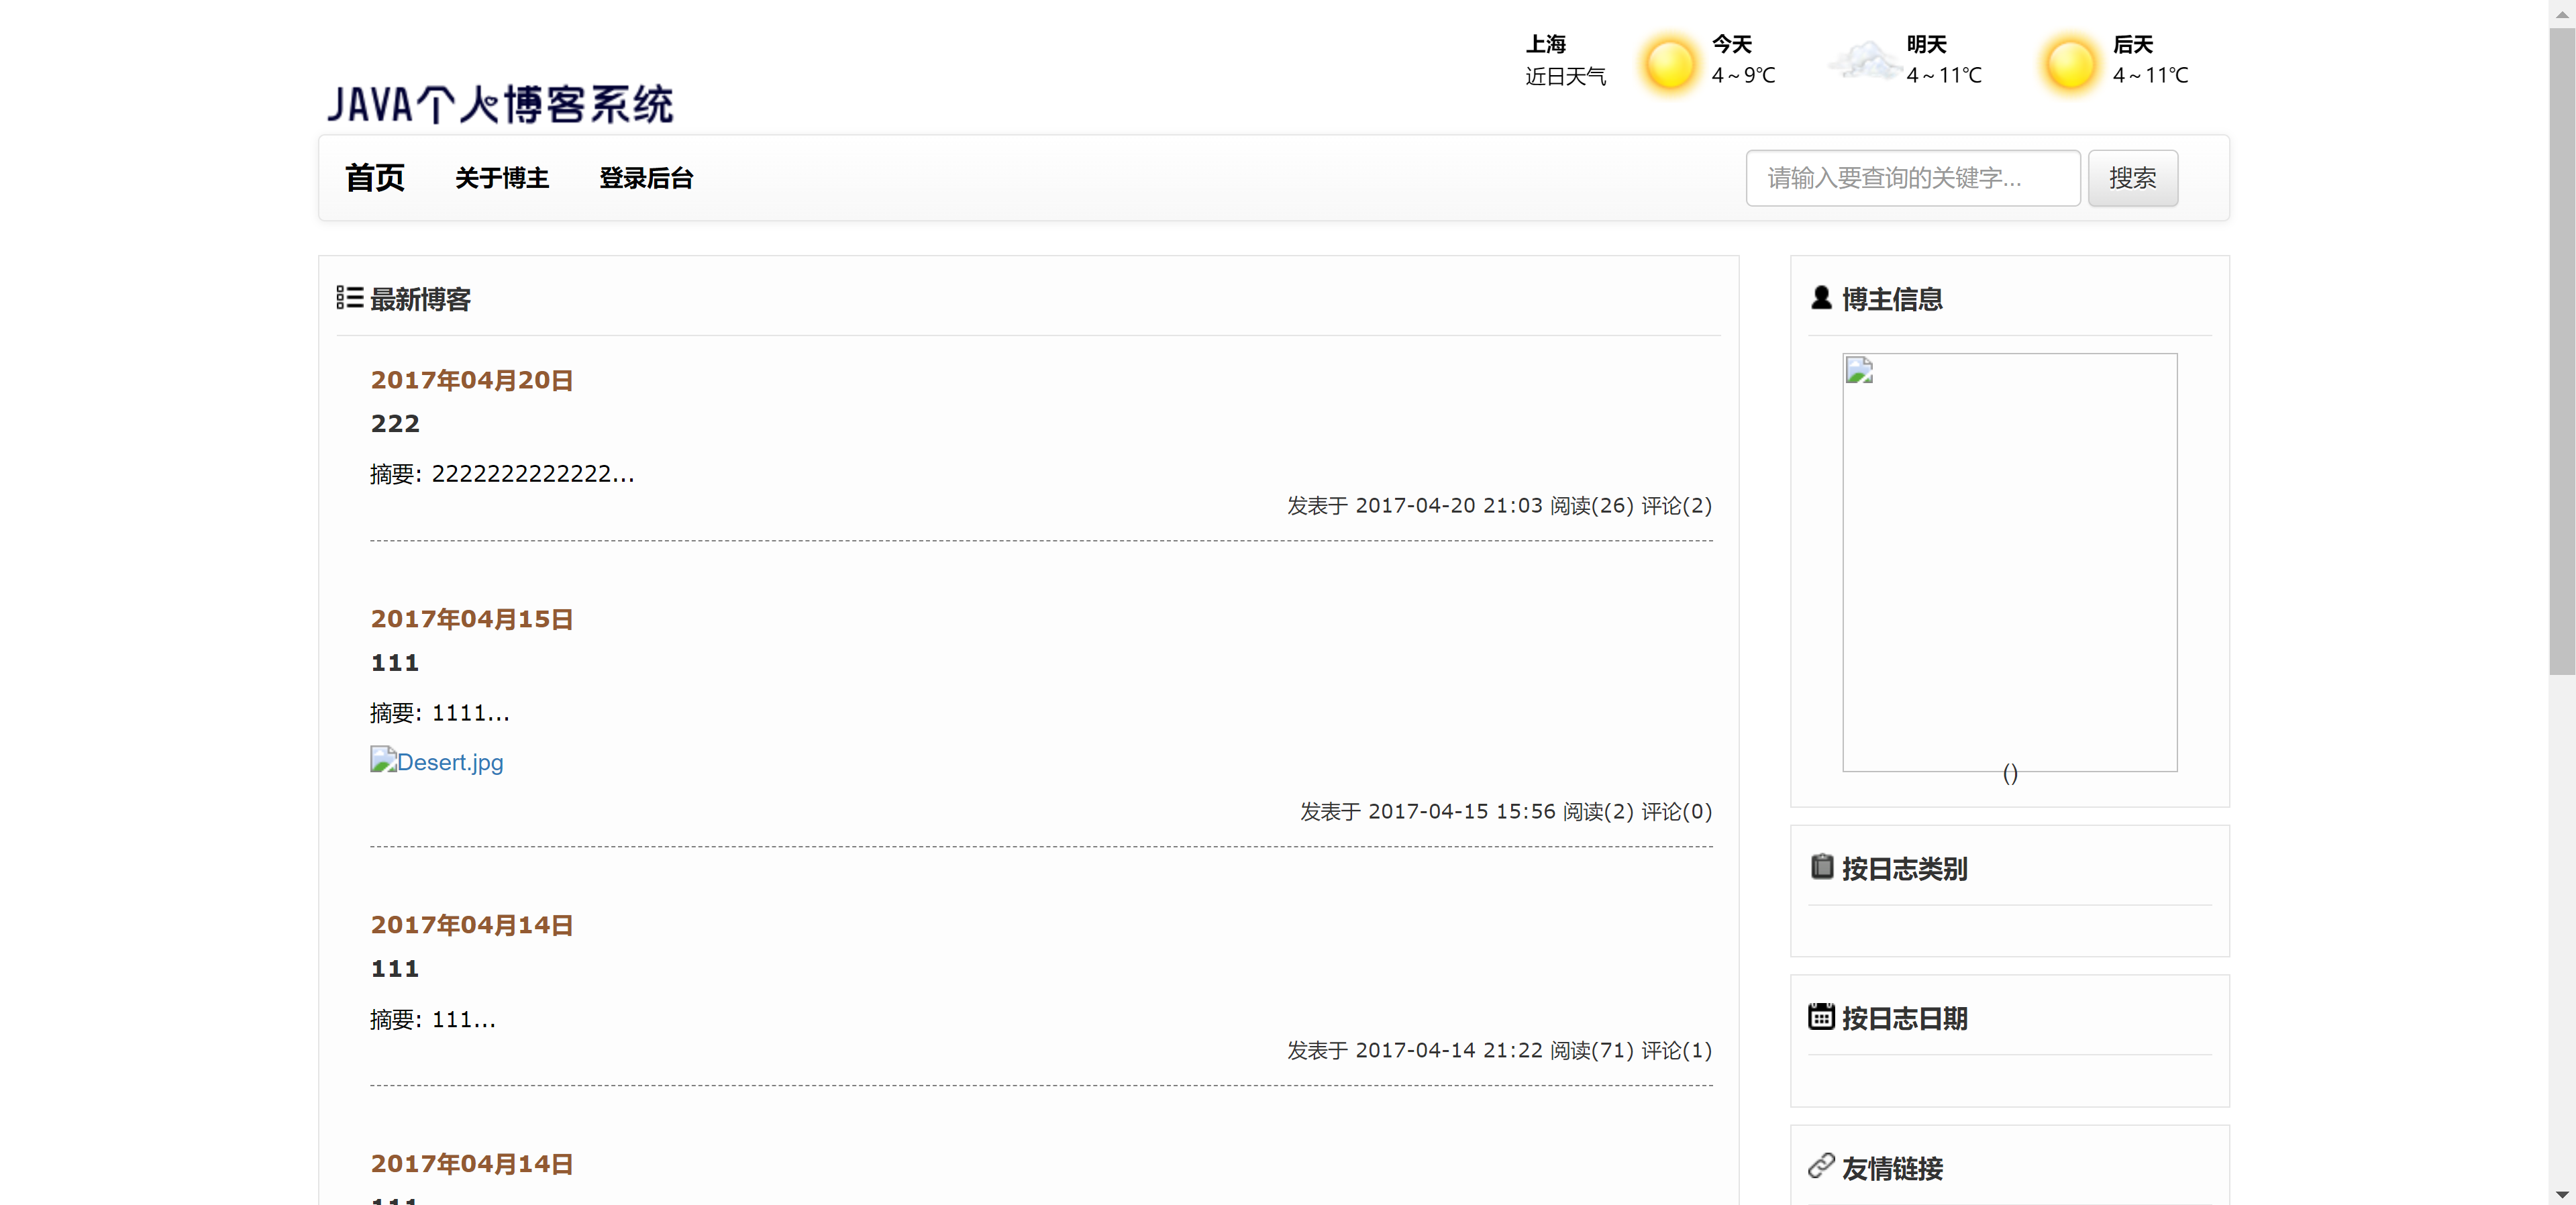 上海
近日天气
今天
4～9℃
明天
4～11℃
后天
4～11℃
JAVA个人博客系统
首页 关于博主 登录后台
请输入要查询的关键字... 搜索
最新博客
2017年04月20日
222
摘要: 2222222222222...
发表于 2017-04-20 21:03 阅读(26) 评论(2)
2017年04月15日
111
摘要: 1111...
Desert.jpg
发表于 2017-04-15 15:56 阅读(2) 评论(0)
2017年04月14日
111
摘要: 111...
发表于 2017-04-14 21:22 阅读(71) 评论(1)
2017年04月14日
博主信息
()
按日志类别
按日志日期
友情链接